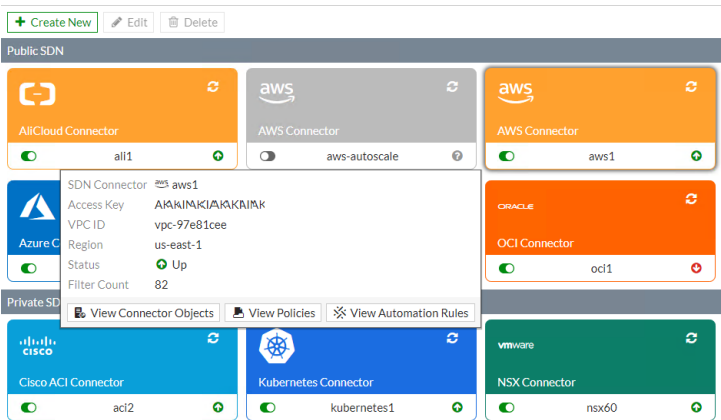 Create New Edit Delete
Public SDN
aws aws
AliCloud Connector AWS Connector AWS Connector
ali1 aws-autoscale aws1
SDN Connector aws aws1
Access Key
VPC ID vpc-97e81cee
ORACLE
Azure C Region us-east-1 OCI Connector
Status Up oci1
Filter Count 82
Private SD View Connector Objects View Policies View Automation Rules
CISCO vmware
Cisco ACI Connector Kubernetes Connector NSX Connector
aci2 kubernetes1 nsx60